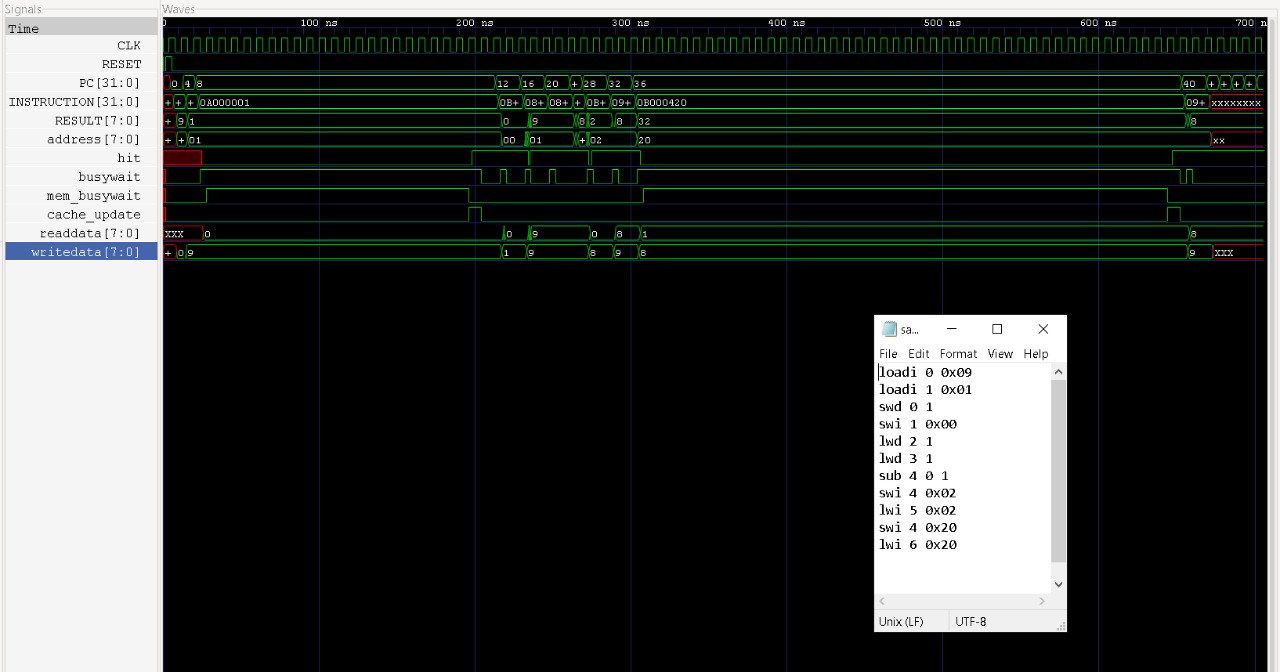 Signals
Waves
Time
0 100 ns 200 ns 300 ns 400 ns 500 ns 600 ns 700 n
CLK
RESET
PC[31:0] 0 4 8 12 16 20 + 28 32 36 40 + + + +
INSTRUCTION[31:0] + + + 0A000001 0B+ 08+ 08+ + 0B+ 09+ 0B000420 09+ xxxxxxxx
RESULT[7:0] + 9 1 0 9 8 2 8 32 8
address[7:0] + + 01 00 01 + 02 20 xx
hit
busywait
mem_busywait
cache_update
readdata[7:0] XXX 0 0 9 0 8 1 8
writedata[7:0] + 0 9 1 9 8 9 8 9 XXX
sa...
File Edit Format View Help
loadi 0 0x09
loadi 1 0x01
swd 0 1
swi 1 0x00
lwd 2 1
lwd 3 1
sub 4 0 1
swi 4 0x02
lwi 5 0x02
swi 4 0x20
lwi 6 0x20
Unix (LF) UTF-8